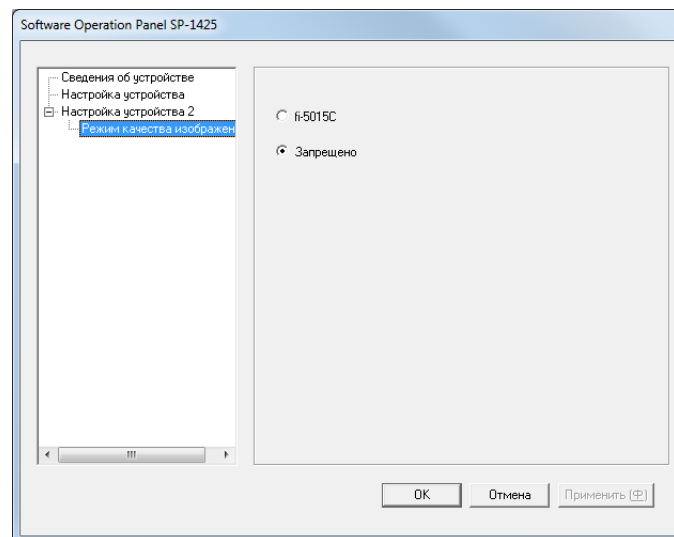 Software Operation Panel SP-1425
Сведения об устройстве
Настройка устройства
Настройка устройства 2
Режим качества изображен
fi-5015C
Запрещено
OK
Отмена
Применить (Ф)